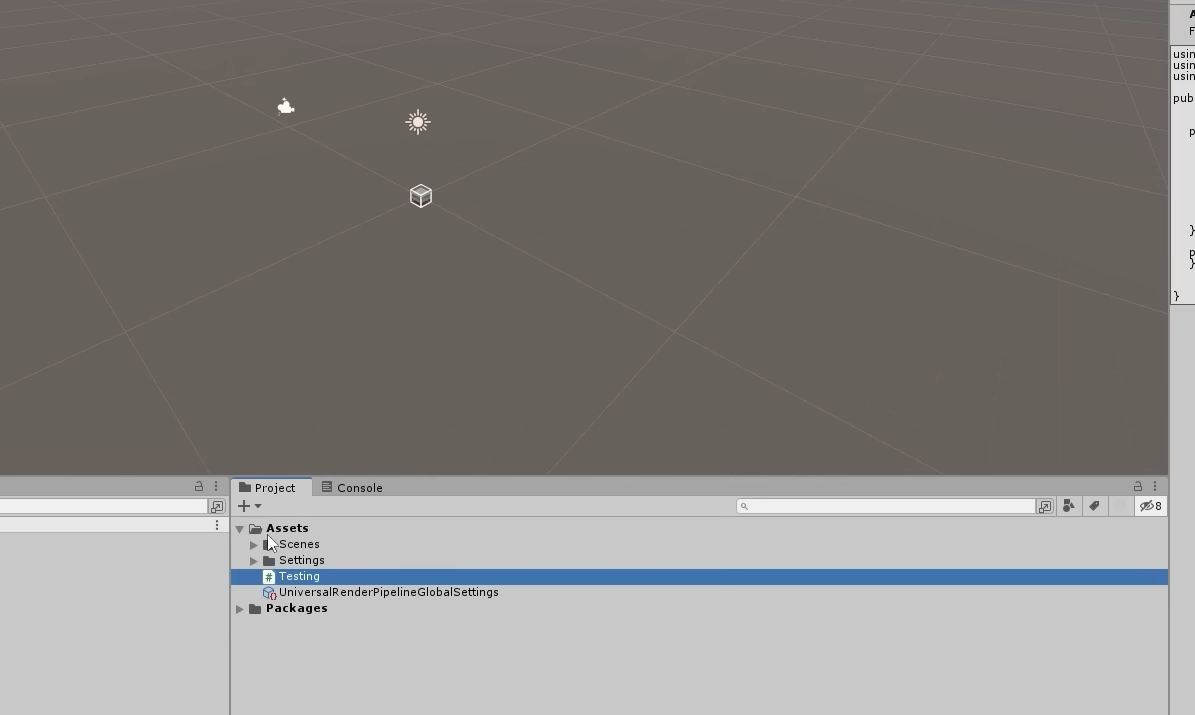 usin
usin
usin
pub
p
}
p
}
}
Project
Console
8
Assets
Scenes
Settings
# Testing
UniversalRenderPipelineGlobalSettings
Packages